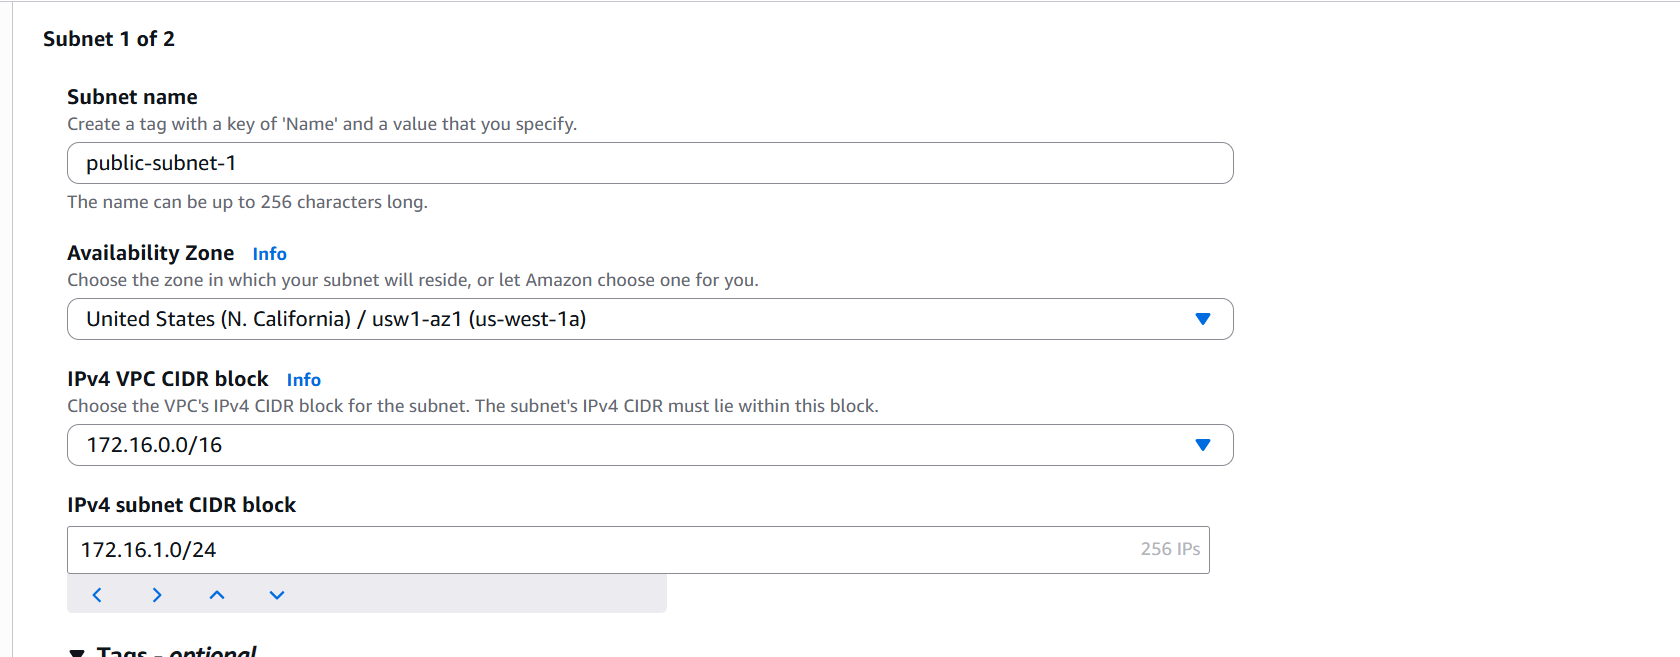 Subnet 1 of 2
Subnet name
Create a tag with a key of 'Name' and a value that you specify.
public-subnet-1
The name can be up to 256 characters long.
Availability Zone Info
Choose the zone in which your subnet will reside, or let Amazon choose one for you.
United States (N. California) / usw1-az1 (us-west-1a)
IPv4 VPC CIDR block Info
Choose the VPC's IPv4 CIDR block for the subnet. The subnet's IPv4 CIDR must lie within this block.
172.16.0.0/16
IPv4 subnet CIDR block
172.16.1.0/24 256 IPs
Tags - optional